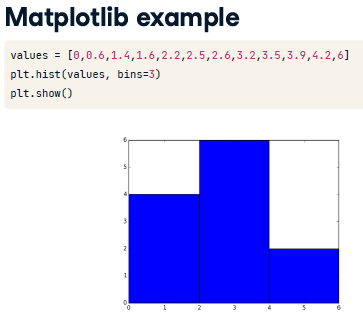 Matplotlib example
values = [0,0.6,1.4,1.6,2.2,2.5,2.6,3.2,3.5,3.9,4.2,6]
plt.hist(values, bins=3)
plt.show()
6
5
4
3
2
1
0
0 1 2 3 4 5 6